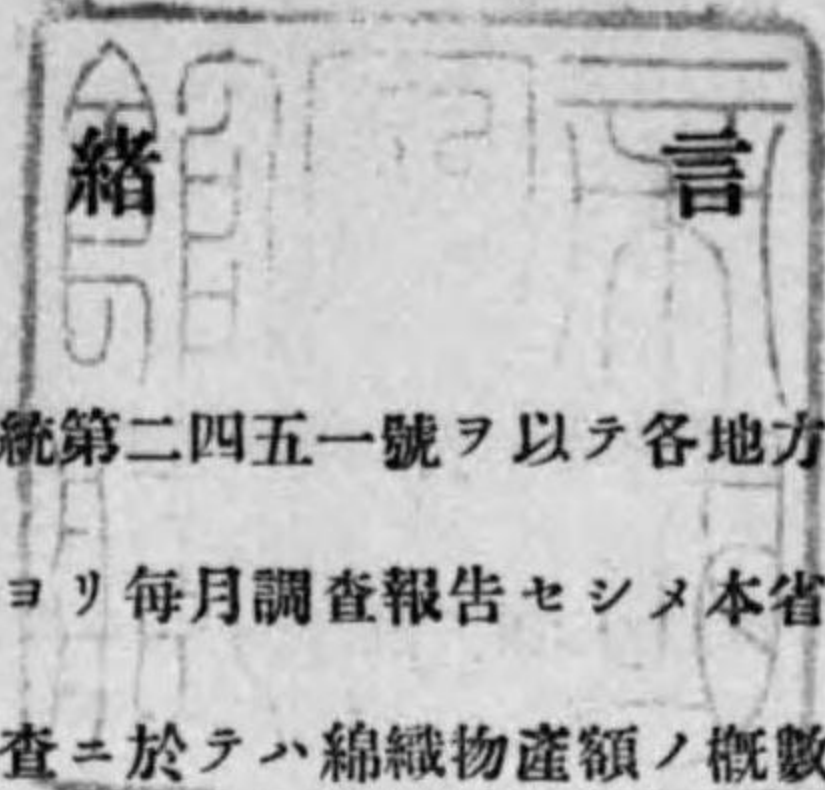 緒言
統第二四五一號ヲ以テ各地方
ヨリ毎月調査報告セシメ本省
査ニ於テハ綿織物産額ノ概數